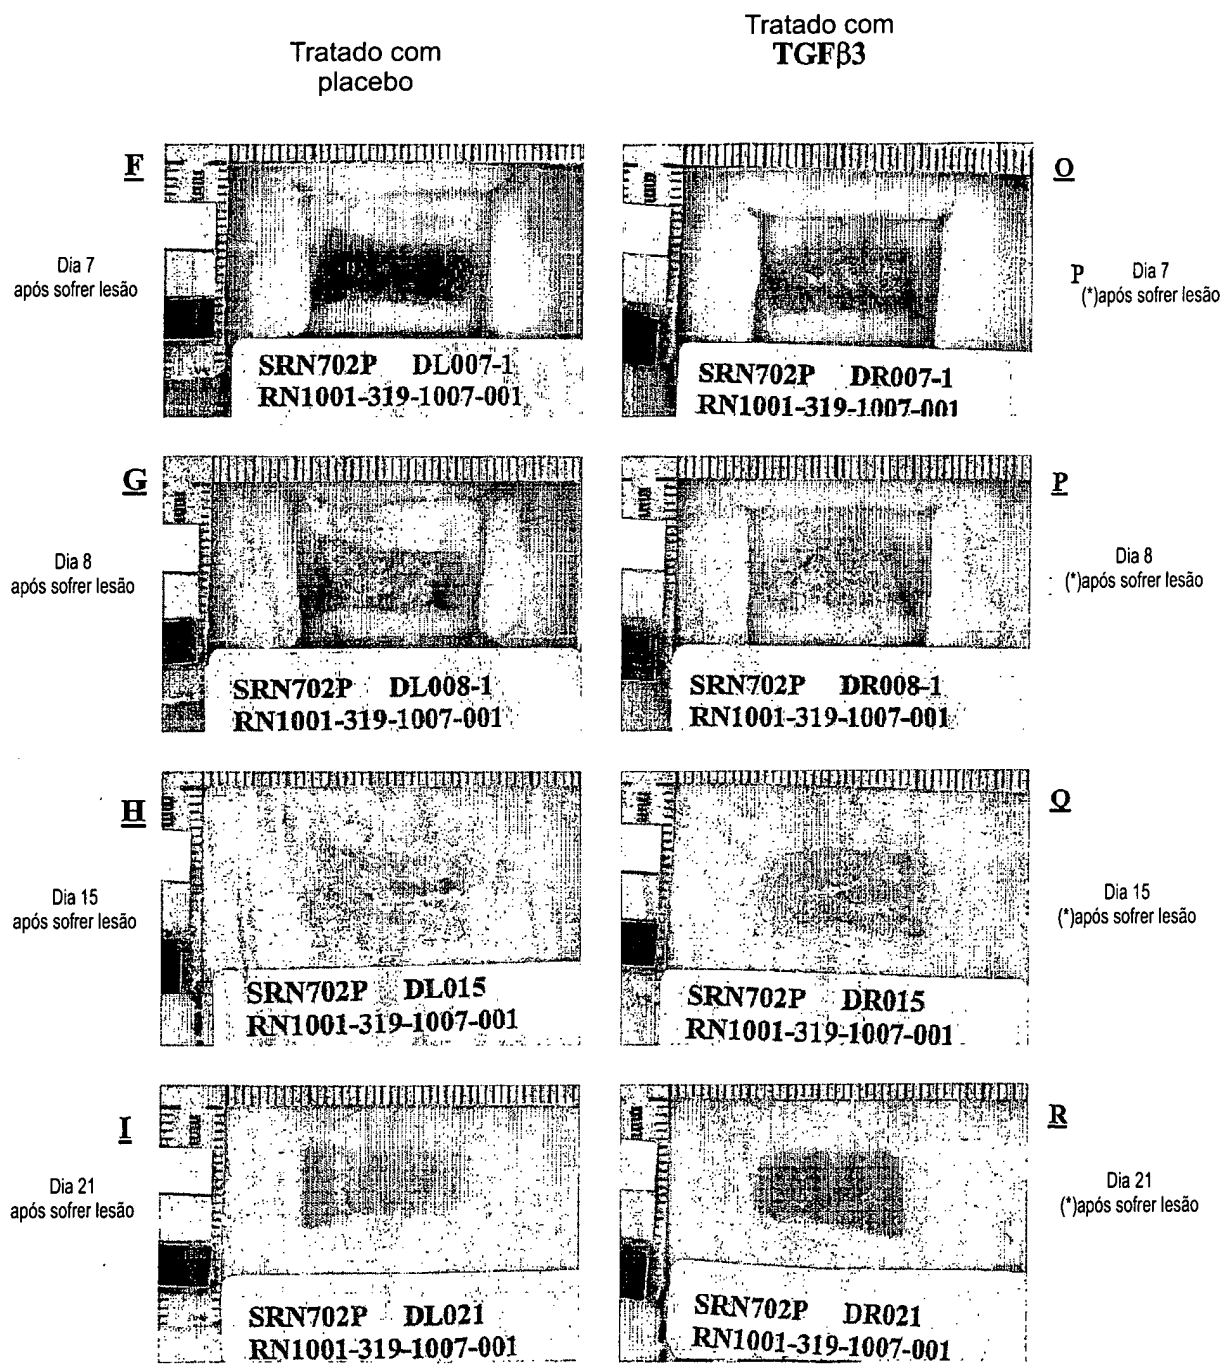 Tratado com
placebo
Tratado com
TGFβ3
F
Dia 7
após sofrer lesão
SRN702P DL007-1
RN1001-319-1007-001
O
P Dia 7
(*)após sofrer lesão
SRN702P DR007-1
RN1001-319-1007-001
G
Dia 8
após sofrer lesão
SRN702P DL008-1
RN1001-319-1007-001
P
Dia 8
(*)após sofrer lesão
SRN702P DR008-1
RN1001-319-1007-001
H
Dia 15
após sofrer lesão
SRN702P DL015
RN1001-319-1007-001
Q
Dia 15
(*)após sofrer lesão
SRN702P DR015
RN1001-319-1007-001
I
Dia 21
após sofrer lesão
SRN702P DL021
RN1001-319-1007-001
R
Dia 21
(*)após sofrer lesão
SRN702P DR021
RN1001-319-1007-001